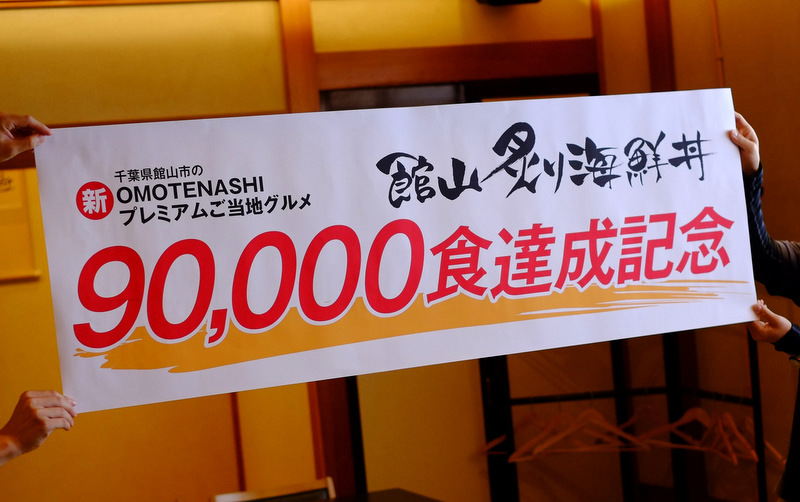 千葉県館山市の
新 OMOTENASHI
プレミアムご当地グルメ
館山炙り海鮮丼
90,000食達成記念